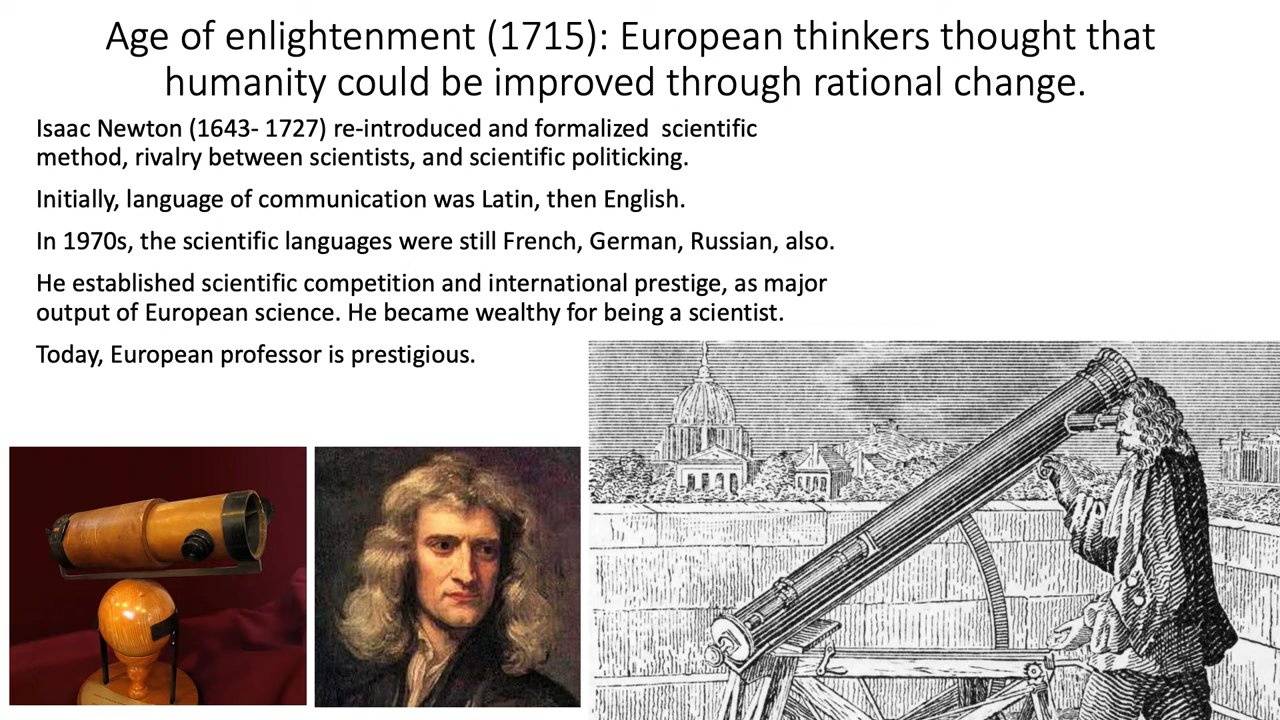 Age of enlightenment (1715): European thinkers thought that
humanity could be improved through rational change.
Isaac Newton (1643- 1727) re-introduced and formalized  scientific
method, rivalry between scientists, and scientific politicking.
Initially, language of communication was Latin, then English.
In 1970s, the scientific languages were still French, German, Russian, also.
He established scientific competition and international prestige, as major
output of European science. He became wealthy for being a scientist.
Today, European professor is prestigious.